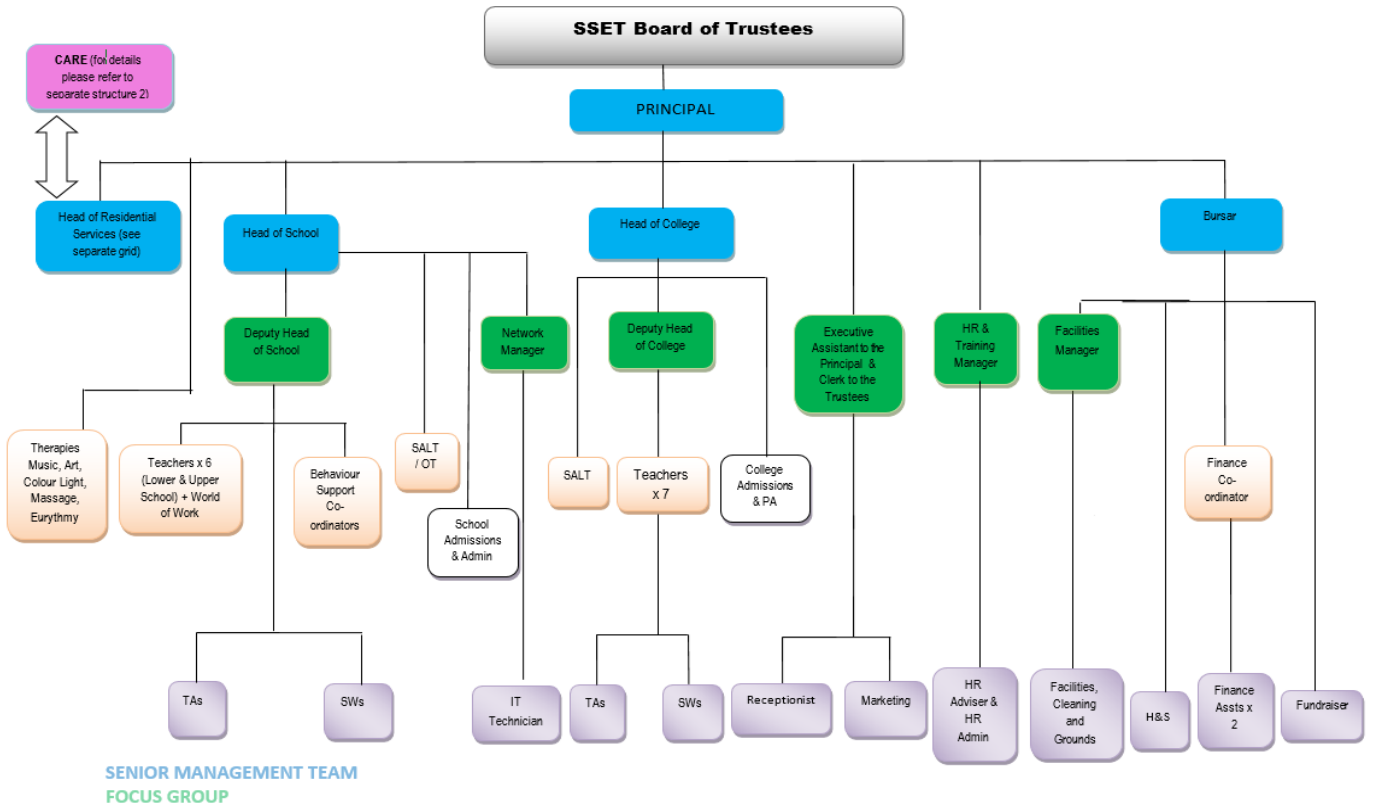 SSET Board of Trustees
CARE (for details
please refer to
separate structure 2)
PRINCIPAL
Head of Residential
Services (see
separate grid)
Head of School
Head of College
Bursar
Deputy Head
of School
Network
Manager
Deputy Head
of College
Executive
Assistant to the
Principal & 
Clerk to the
Trustees
HR &
Training
Manager
Facilities
Manager
Therapies
Music, Art,
Colour Light,
Massage,
Eurythmy
Teachers x 6
(Lower & Upper
School) + World
of Work
Behaviour
Support
Co-
ordinators
SALT
/ OT
School
Admissions
& Admin
SALT
Teachers
x 7
College
Admissions
& PA
Finance
Co-
ordinator
TAs
SWs
IT
Technician
TAs
SWs
Receptionist
Marketing
HR
Adviser &
HR
Admin
Facilities,
Cleaning
and
Grounds
H&S
Finance
Assts x
2
Fundraiser
SENIOR MANAGEMENT TEAM
FOCUS GROUP